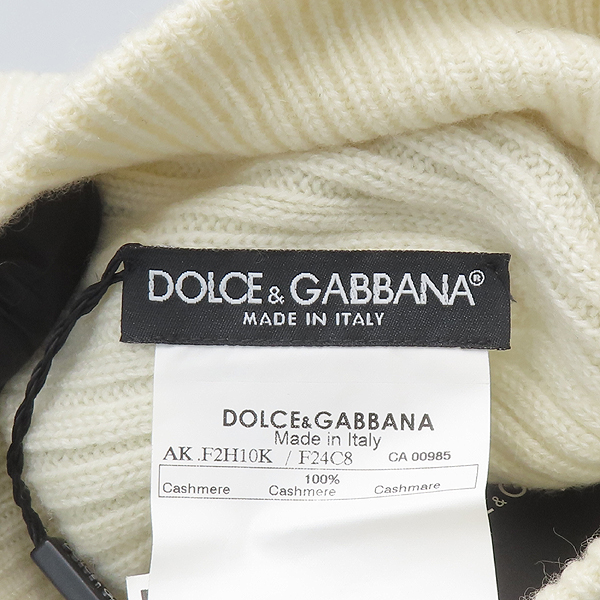 DOLCE & GABBANA®
MADE IN ITALY
DOLCE&GABBANA
Made in Italy
AK .F2H10K / F24C8 CA 00985
100%
Cashmere Cashmere Cashmare